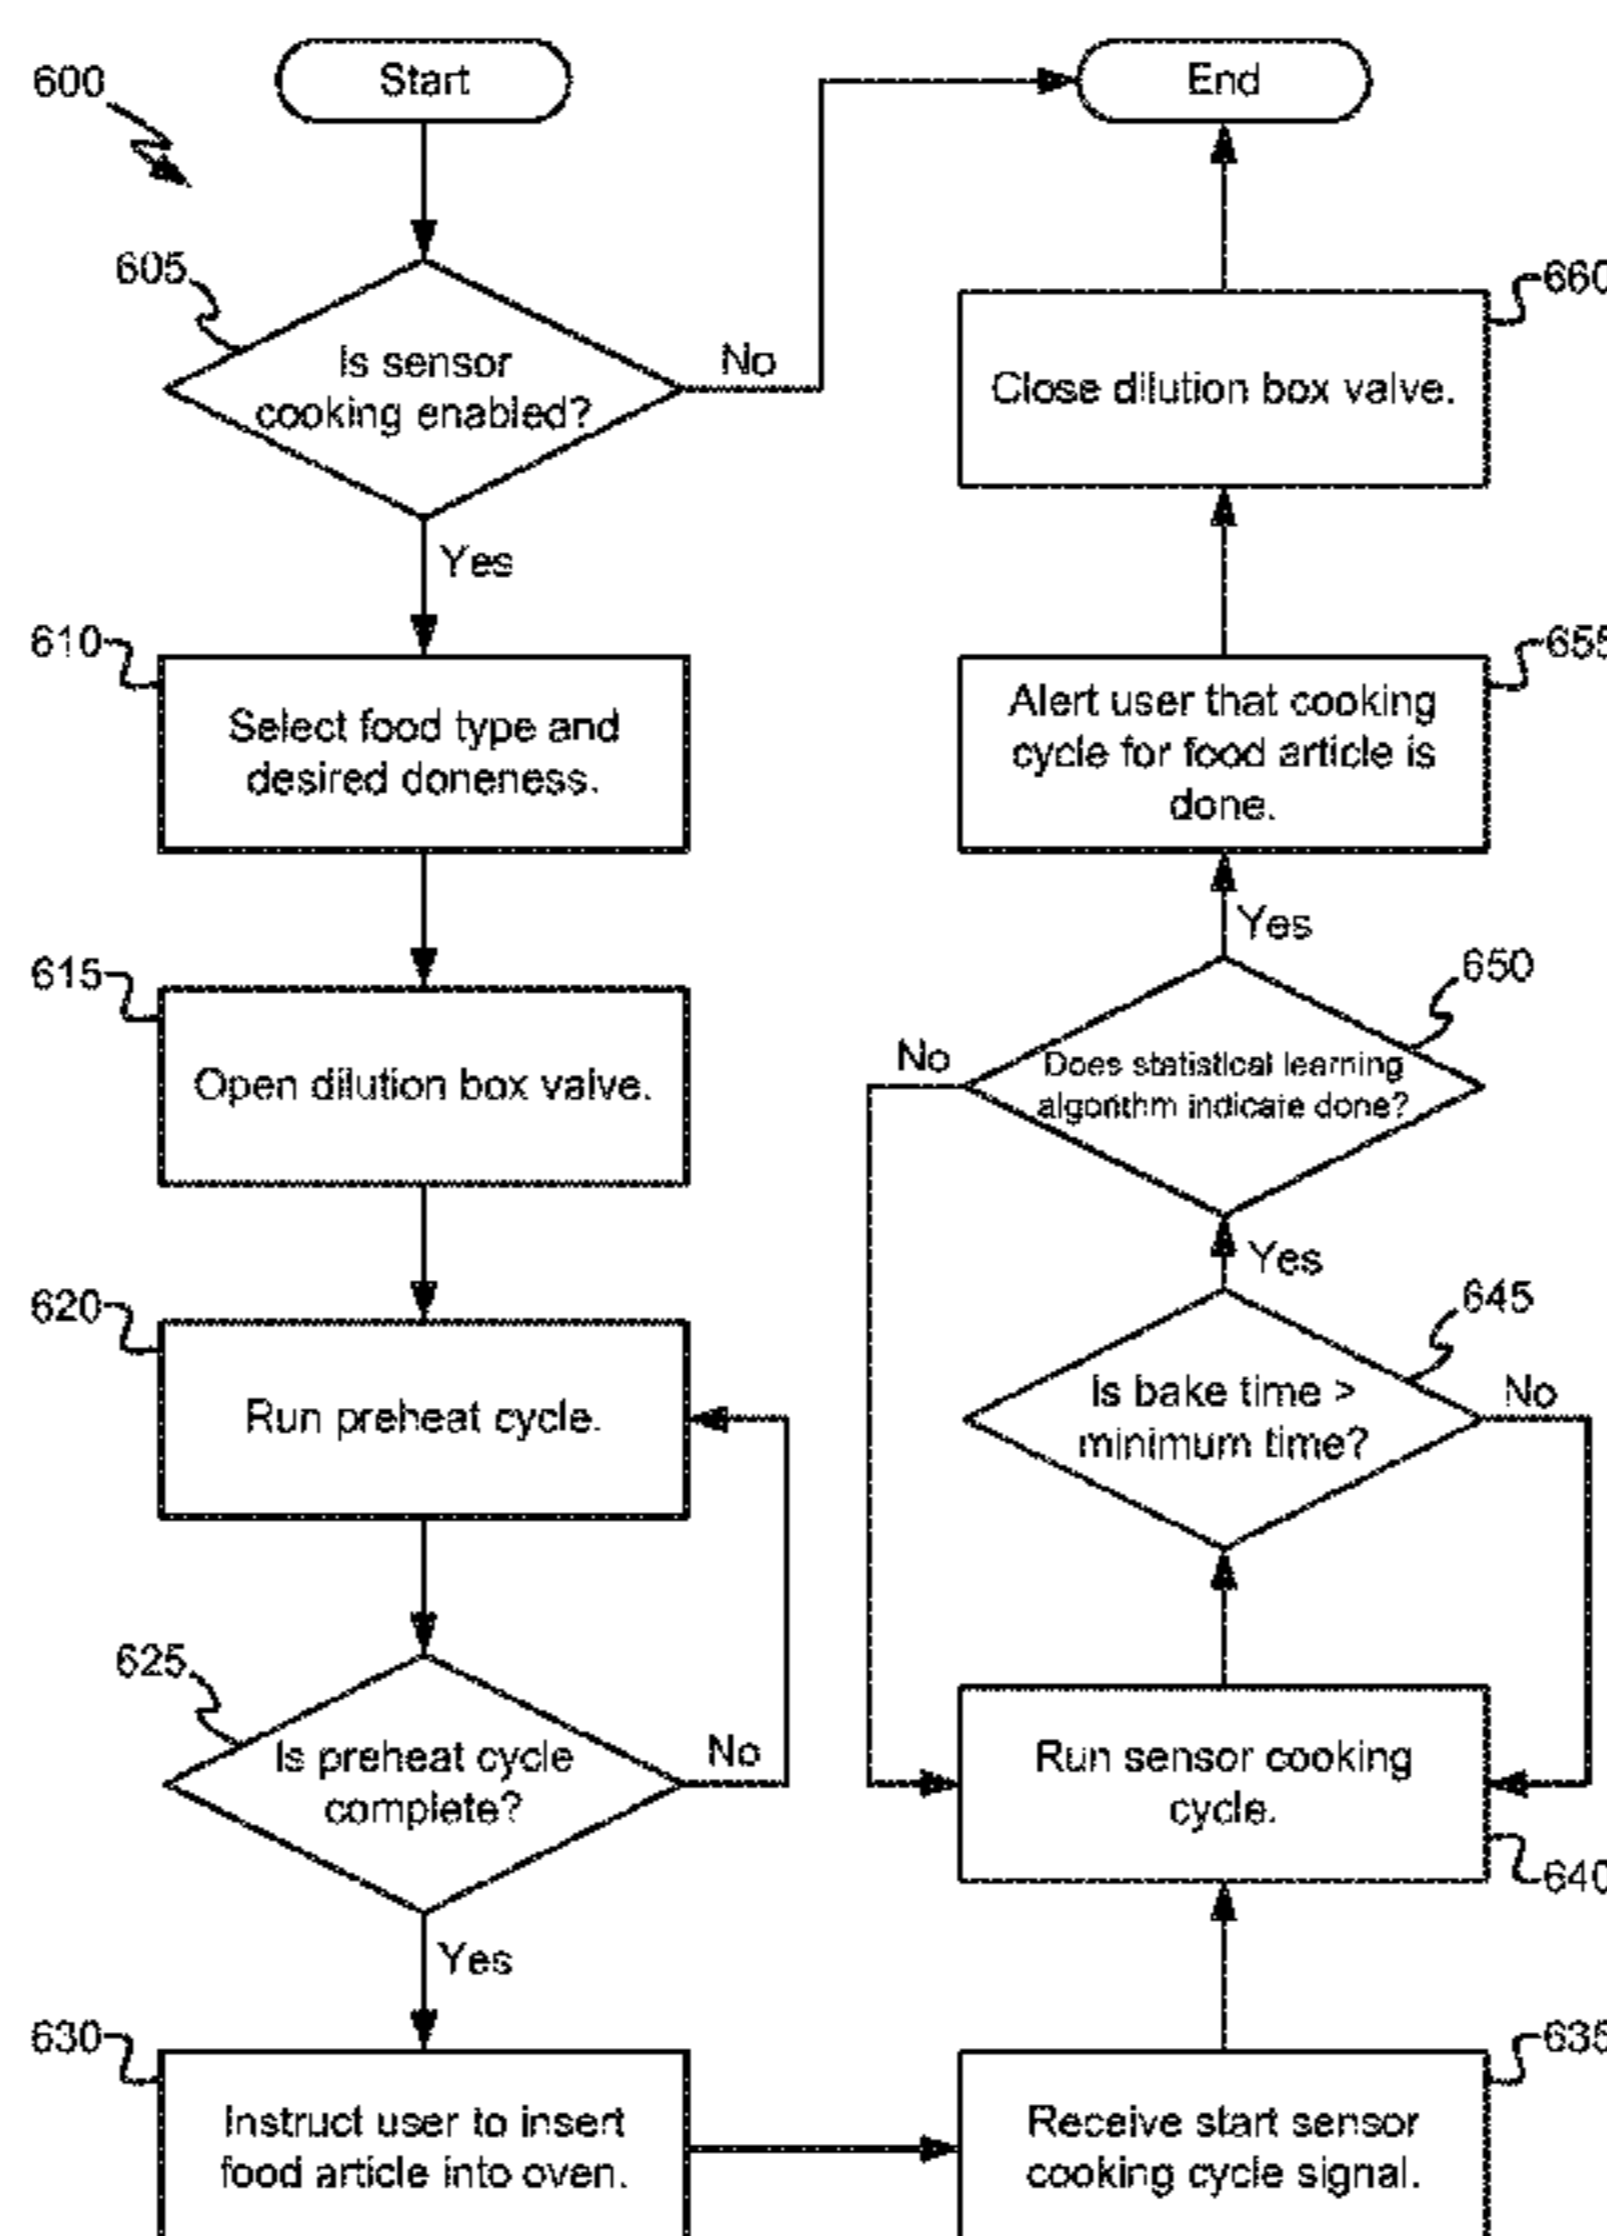 600
Start
End
605
Is sensor
cooking enabled?
No
Yes
610
Select food type and
desired doneness.
615
Open dilution box valve.
620
Run preheat cycle.
625
Is preheat cycle
complete?
No
Yes
630
Instruct user to insert
food article into oven.
635
Receive start sensor
cooking cycle signal.
640
Run sensor cooking
cycle.
645
Is bake time >
minimum time?
No
Yes
650
Does statistical learning
algorithm indicate done?
No
Yes
655
Alert user that cooking
cycle for food article is
done.
660
Close dilution box valve.